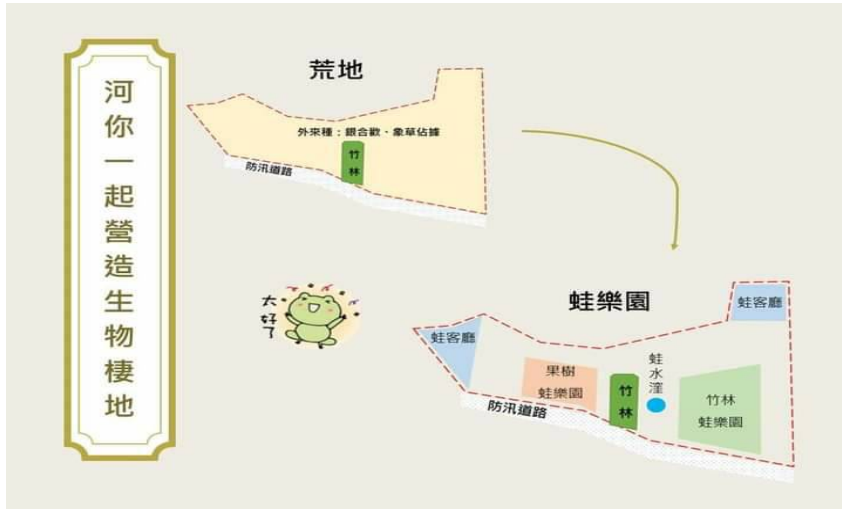 河你一起營造生物棲地
荒地
外來種：銀合歡、象草佔據
竹林
防汛道路
太好了
蛙樂園
蛙客廳
蛙客廳
果樹
蛙樂園
竹林
蛙水漥
竹林
蛙樂園
防汛道路